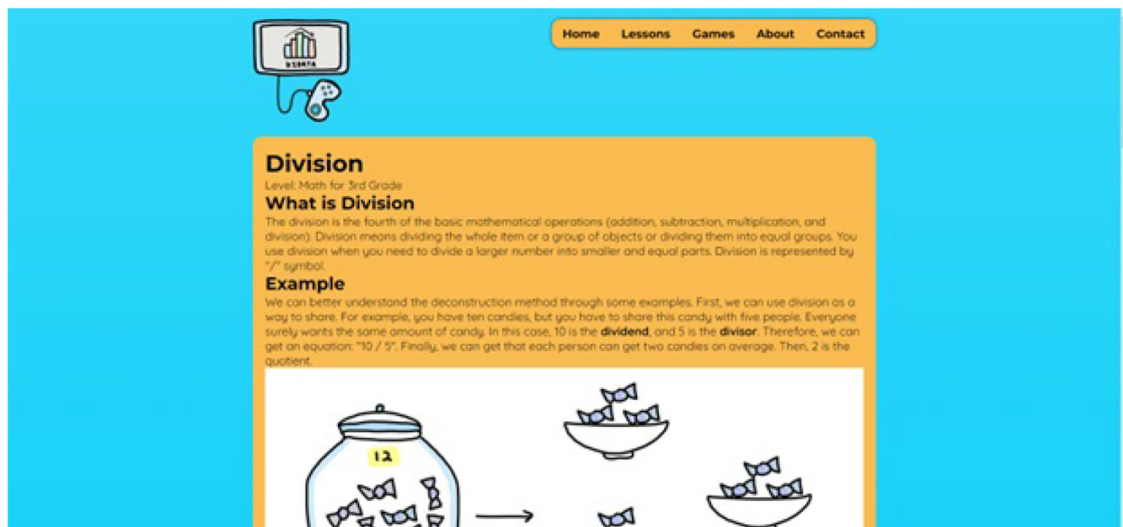 Home Lessons Games About Contact
K12DATA
Division
Level: Math for 3rd Grade
What is Division
The division is the fourth of the basic mathematical operations (addition, subtraction, multiplication, and
division). Division means dividing the whole item or a group of objects or dividing them into equal groups. You
use division when you need to divide a larger number into smaller and equal parts. Division is represented by
"/" symbol.
Example
We can better understand the deconstruction method through some examples. First, we can use division as a
way to share. For example, you have ten candies, but you have to share this candy with five people. Everyone
surely wants the same amount of candy. In this case, 10 is the dividend, and 5 is the divisor. Therefore, we can
get an equation: "10 / 5". Finally, we can get that each person can get two candies on average. Then, 2 is the
quotient.
12